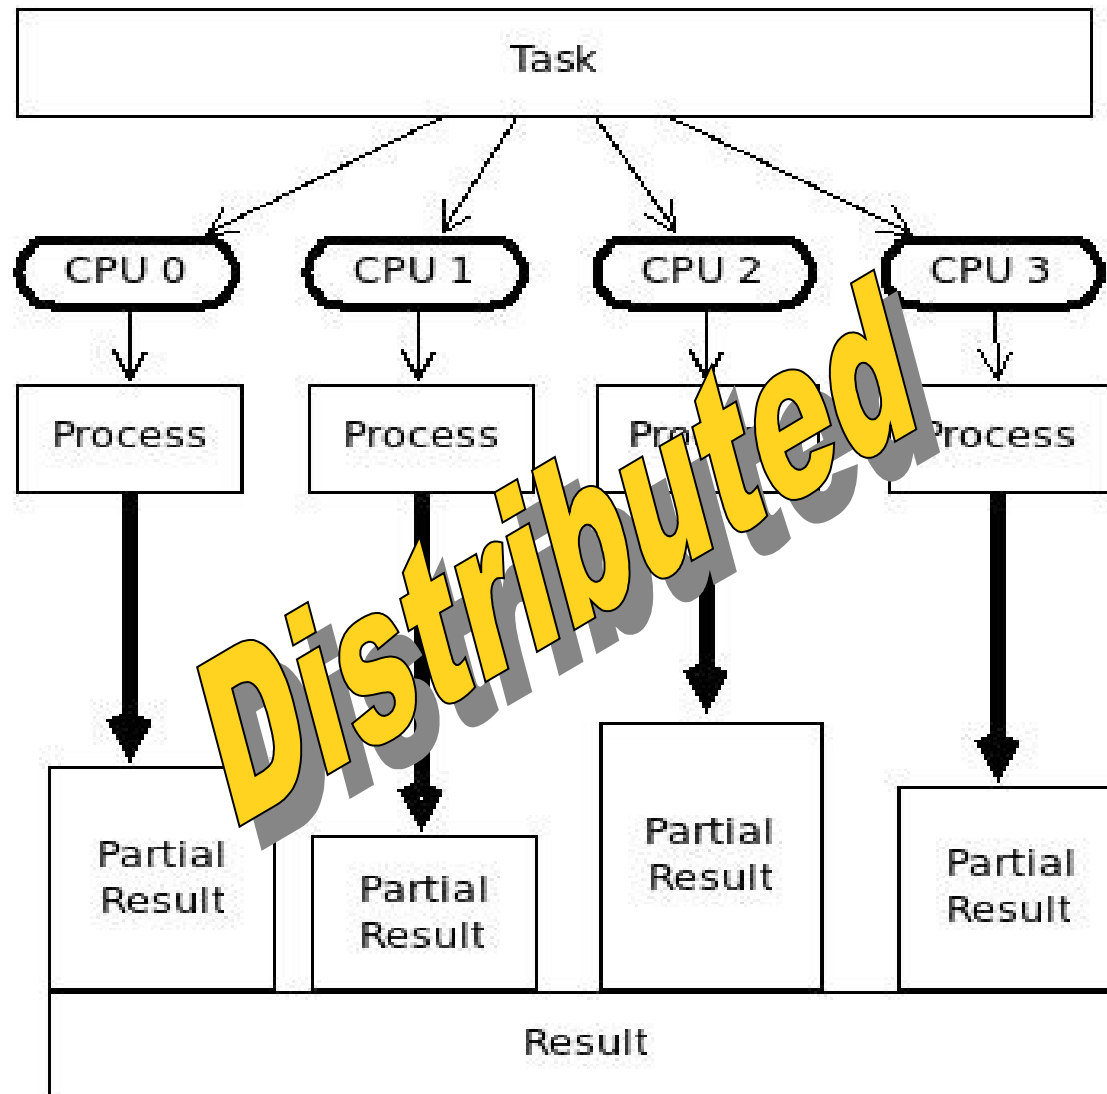 Task
CPU 0
CPU 1
CPU 2
CPU 3
Process
Process
Process
Distributed
Partial
Result
Partial
Result
Partial
Result
Partial
Result
Result